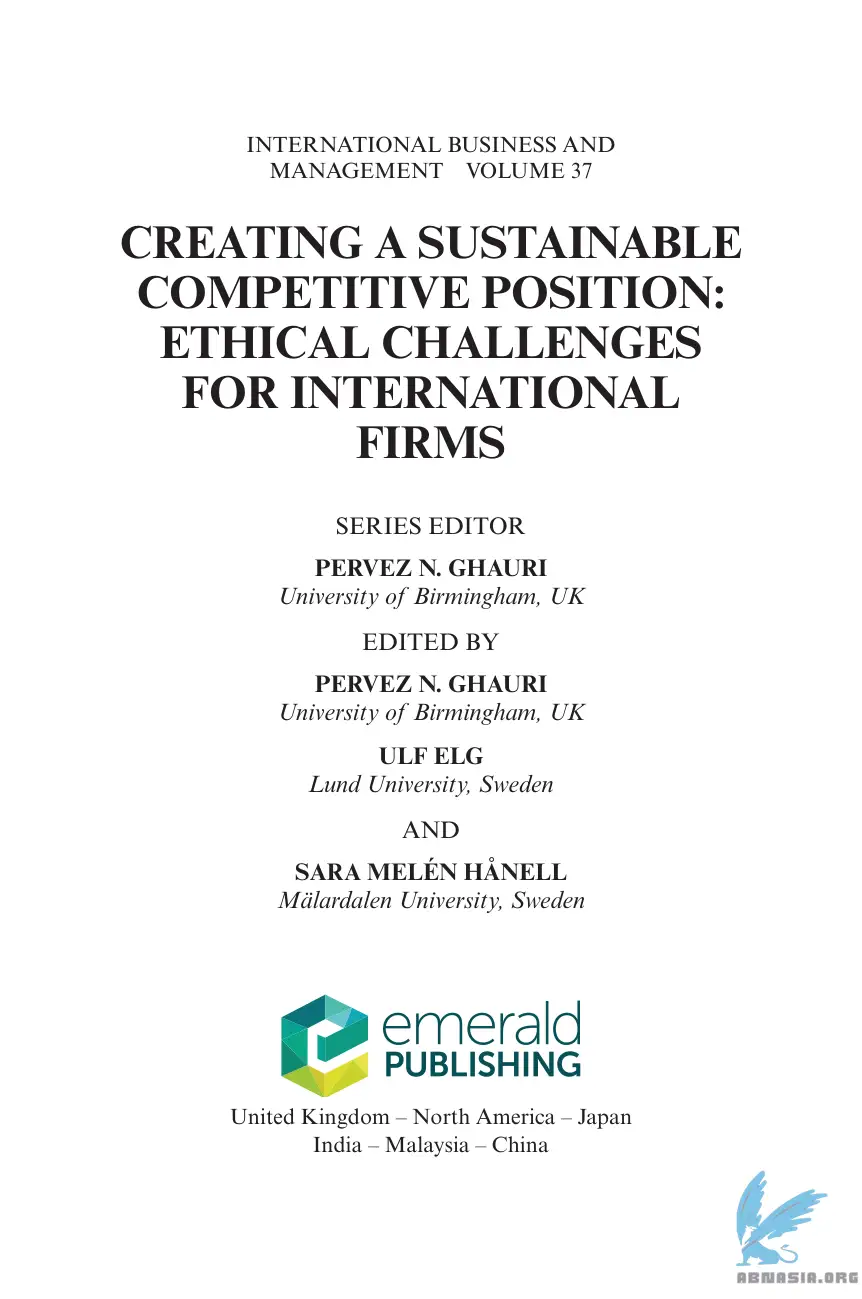 INTERNATIONAL BUSINESS AND
MANAGEMENT VOLUME 37
CREATING A SUSTAINABLE
COMPETITIVE POSITION:
ETHICAL CHALLENGES
FOR INTERNATIONAL
FIRMS
SERIES EDITOR
PERVEZ N. GHAURI
University of Birmingham, UK
EDITED BY
PERVEZ N. GHAURI
University of Birmingham, UK
ULF ELG
Lund University, Sweden
AND
SARA MELÉN HÅNELL
Mälardalen University, Sweden
emerald
PUBLISHING
United Kingdom – North America – Japan
India – Malaysia – China
ABNASIA.ORG